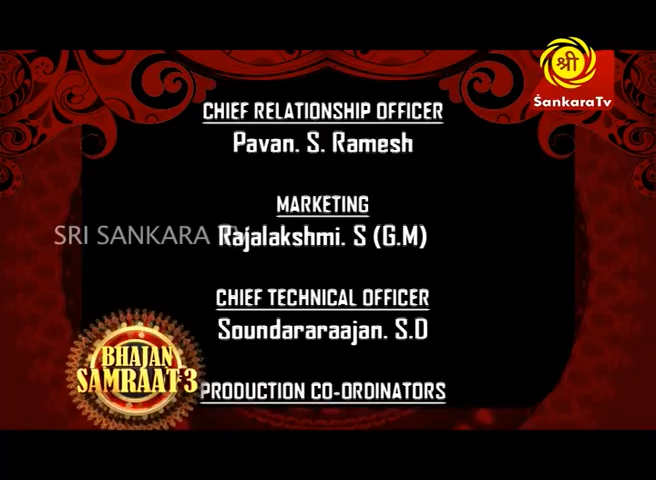 श्री
ṠankaraTv
CHIEF RELATIONSHIP OFFICER
Pavan. S. Ramesh
MARKETING
SRI SANKARA
Rajalakshmi. S (G.M)
CHIEF TECHNICAL OFFICER
Soundararaajan. S.D
BHAJAN
SAMRAAT-3
PRODUCTION CO-ORDINATORS